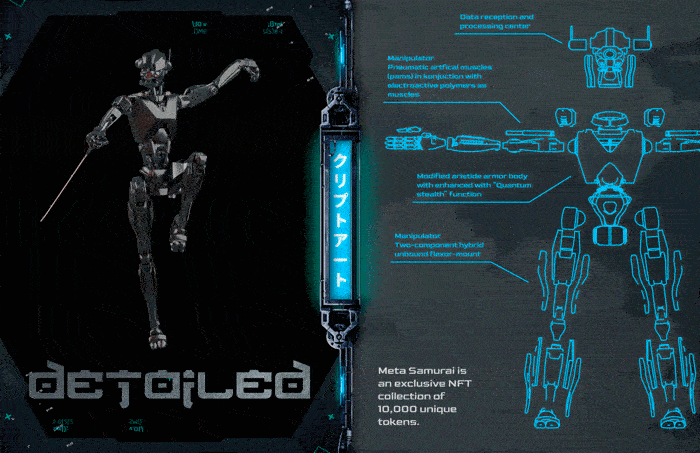 DETAILED
クリプトアート
Data reception and
processing center
Manipulator
Pneumatic artifical muscles
(pams) in konjuction with
electroactive polymers as
muscles
Modified aristide armor body
with enhanced with "Quantum
stealth" function
Manipulator
Two-component hybrid
unbound flexor-mount
Meta Samurai is
an exclusive NFT
collection of
10,000 unique
tokens.